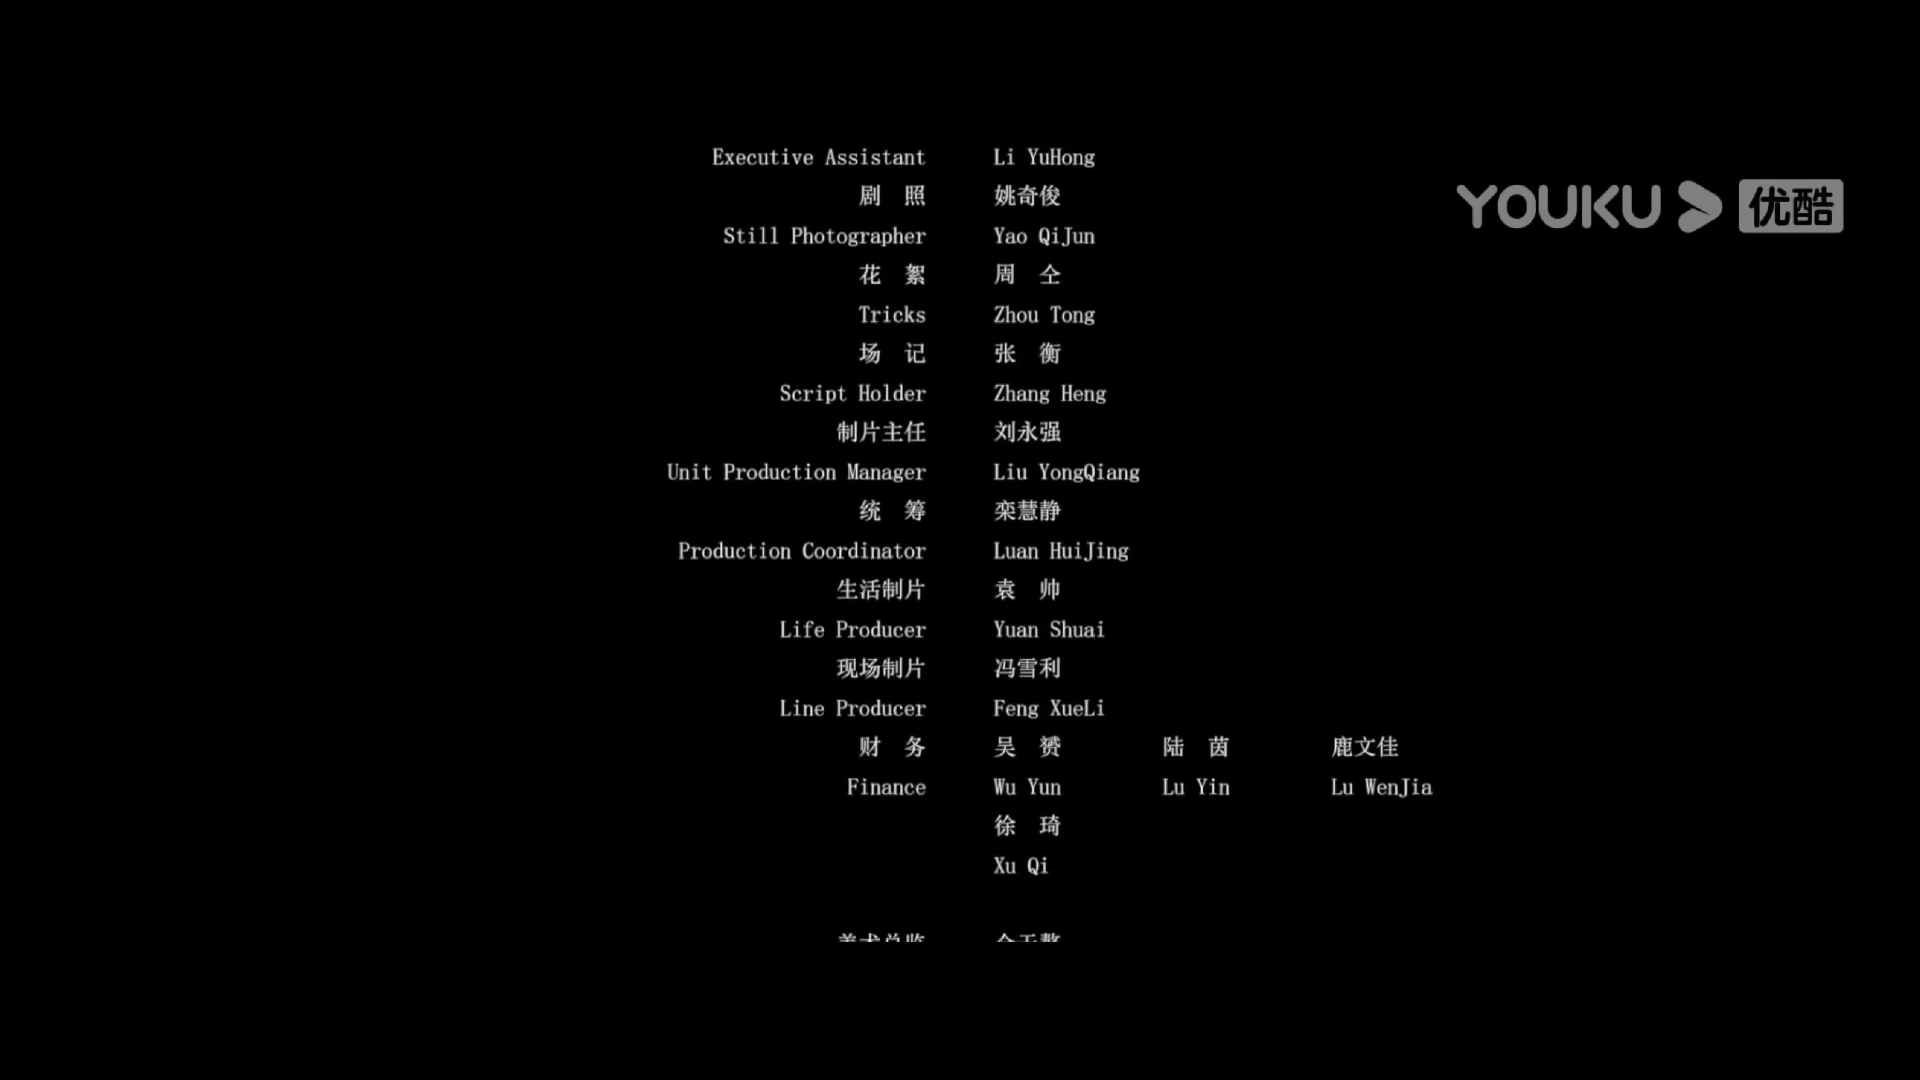 Executive Assistant Li YuHong
剧 照 姚奇俊
Still Photographer Yao QiJun
花 絮 周 仝
Tricks Zhou Tong
场 记 张 衡
Script Holder Zhang Heng
制片主任 刘永强
Unit Production Manager Liu YongQiang
统 筹 栾慧静
Production Coordinator Luan HuiJing
生活制片 袁 帅
Life Producer Yuan Shuai
现场制片 冯雪利
Line Producer Feng XueLi
财 务 吴 赟 陆 茵 鹿文佳
Finance Wu Yun Lu Yin Lu WenJia
徐 琦
Xu Qi
YOUKU 优酷